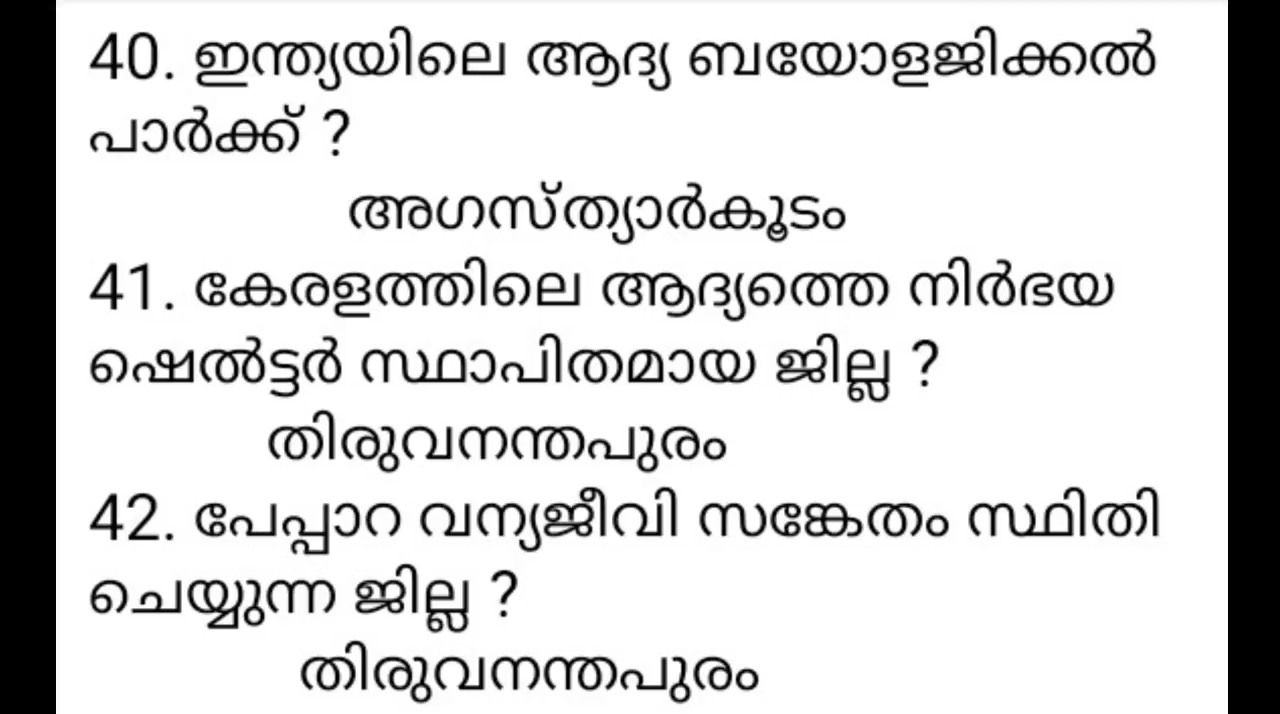 40. ഇന്ത്യയിലെ ആദ്യ ബയോളജിക്കൽ
പാർക്ക് ?
അഗസ്ത്യാർകൂടം
41. കേരളത്തിലെ ആദ്യത്തെ നിർഭയ
ഷെൽട്ടർ സ്ഥാപിതമായ ജില്ല ?
തിരുവനന്തപുരം
42. പേപ്പാറ വന്യജീവി സങ്കേതം സ്ഥിതി
ചെയ്യുന്ന ജില്ല ?
തിരുവനന്തപുരം